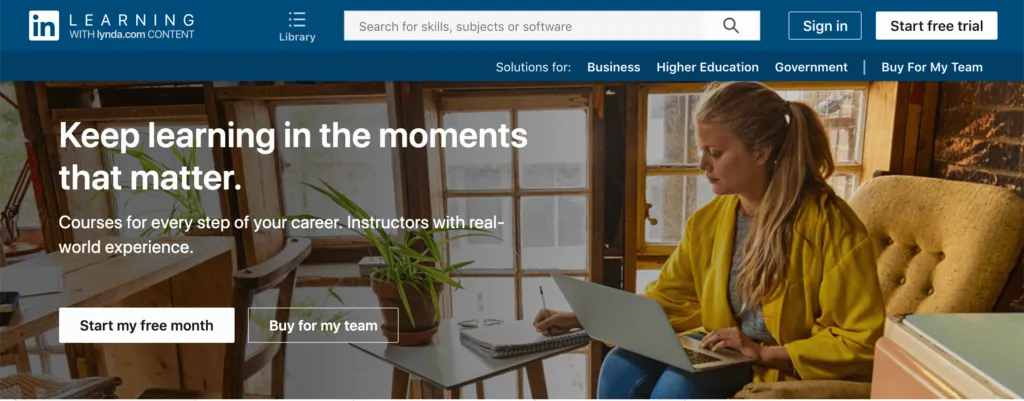 in LEARNING
WITH lynda.com CONTENT
Library
Search for skills, subjects or software
Sign in
Start free trial
Solutions for: Business Higher Education Government | Buy For My Team
Keep learning in the moments
that matter.
Courses for every step of your career. Instructors with real-
world experience.
Start my free month
Buy for my team